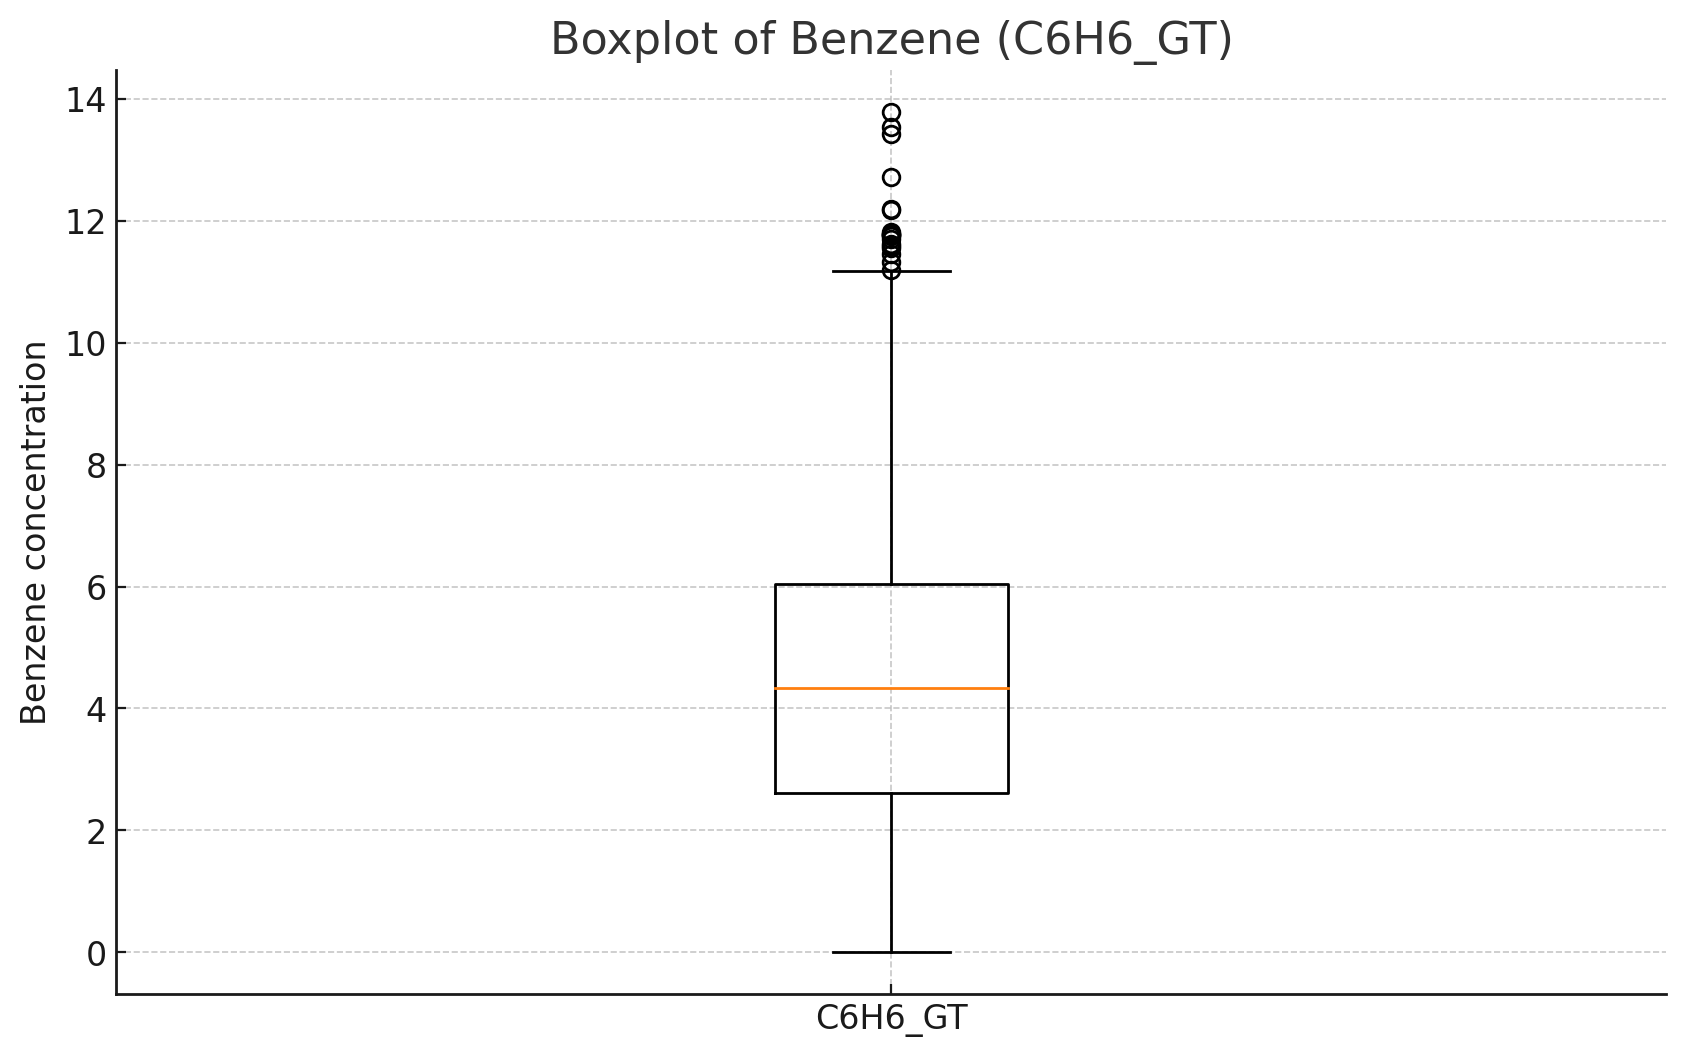 Boxplot of Benzene (C6H6_GT)
Benzene concentration
14
12
10
8
6
4
2
0
C6H6_GT